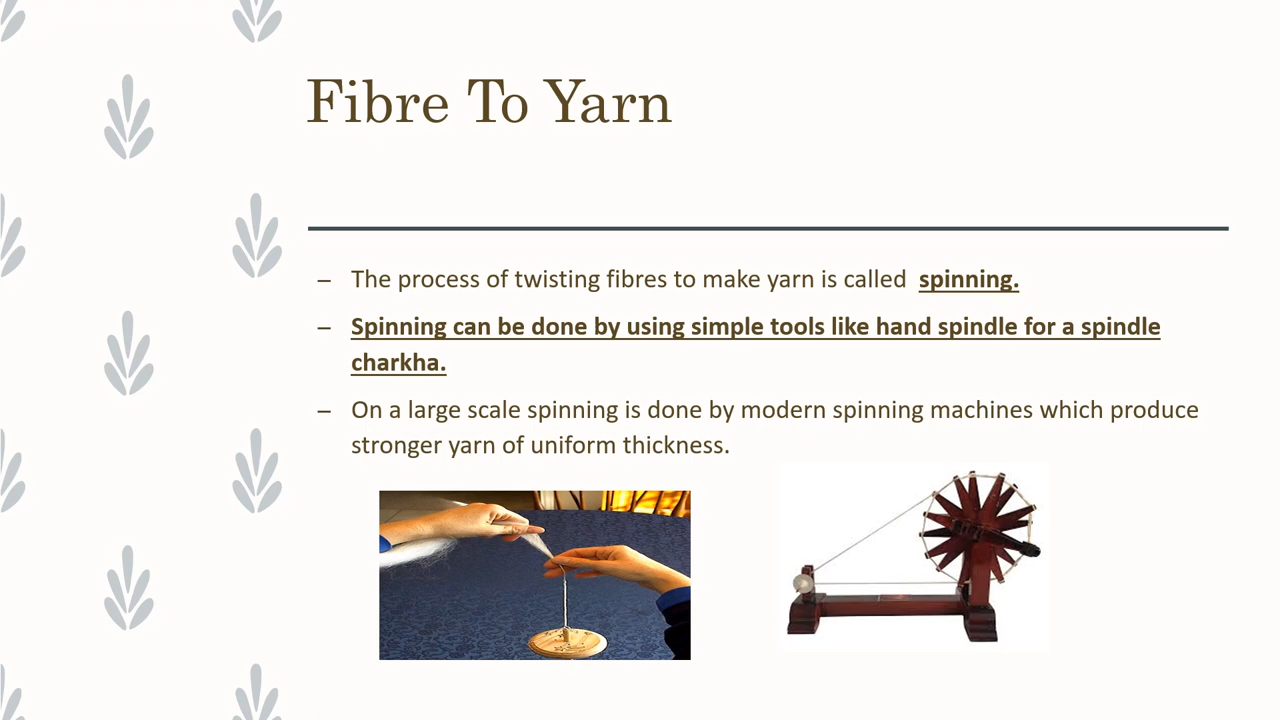 Fibre To Yarn
– The process of twisting fibres to make yarn is called spinning.
– Spinning can be done by using simple tools like hand spindle for a spindle
charkha.
– On a large scale spinning is done by modern spinning machines which produce
stronger yarn of uniform thickness.